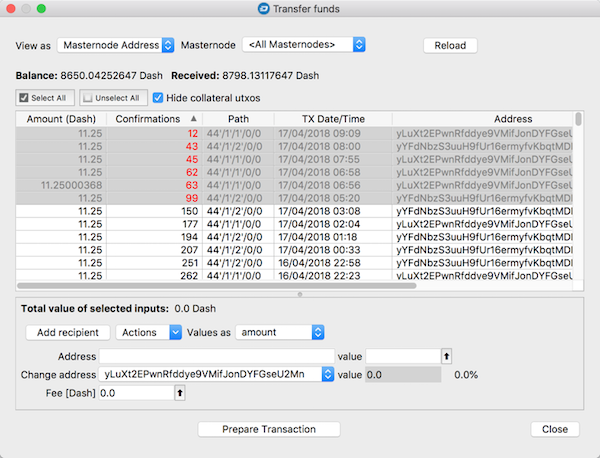 Transfer funds
View as Masternode Address Masternode <All Masternodes> Reload
Balance: 8650.04252647 Dash Received: 8798.13117647 Dash
Select All Unselect All Hide collateral utxos
Amount (Dash) Confirmations Path TX Date/Time Address
11.25 12 44'/1'/1'/0/0 17/04/2018 09:09 yLuXt2EPwnRfddye9VMifJonDYFGseU
11.25 43 44'/1'/2'/0/0 17/04/2018 08:00 yYFdNbzS3uuH9fUr16ermyfvKbqtMD
11.25 45 44'/1'/1'/0/0 17/04/2018 07:55 yLuXt2EPwnRfddye9VMifJonDYFGseU
11.25 62 44'/1'/2'/0/0 17/04/2018 06:58 yYFdNbzS3uuH9fUr16ermyfvKbqtMD
11.25000368 63 44'/1'/1'/0/0 17/04/2018 06:56 yLuXt2EPwnRfddye9VMifJonDYFGseU
11.25 99 44'/1'/2'/0/0 17/04/2018 05:20 yYFdNbzS3uuH9fUr16ermyfvKbqtMD
11.25 150 44'/1'/2'/0/0 17/04/2018 03:08 yYFdNbzS3uuH9fUr16ermyfvKbqtMD
11.25 177 44'/1'/1'/0/0 17/04/2018 02:04 yLuXt2EPwnRfddye9VMifJonDYFGseU
11.25 194 44'/1'/2'/0/0 17/04/2018 01:18 yYFdNbzS3uuH9fUr16ermyfvKbqtMD
11.25 207 44'/1'/2'/0/0 17/04/2018 00:33 yYFdNbzS3uuH9fUr16ermyfvKbqtMD
11.25 251 44'/1'/2'/0/0 16/04/2018 22:58 yYFdNbzS3uuH9fUr16ermyfvKbqtMD
11.25 262 44'/1'/1'/0/0 16/04/2018 22:23 yLuXt2EPwnRfddye9VMifJonDYFGseU
Total value of selected inputs: 0.0 Dash
Add recipient Actions Values as amount
Address value
Change address yLuXt2EPwnRfddye9VMifJonDYFGseU2Mn value 0.0 0.0%
Fee [Dash] 0.0
Prepare Transaction Close